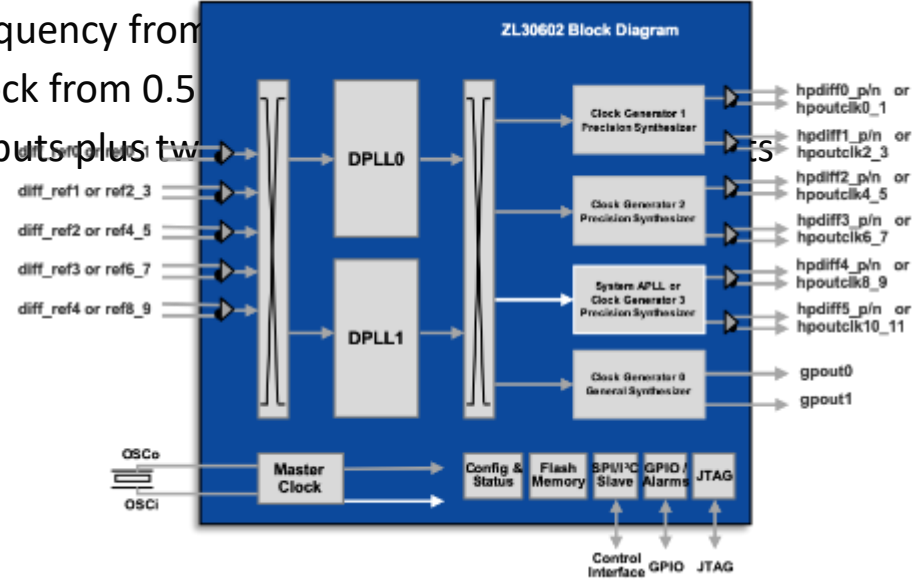 quency from
ZL30602 Block Diagram
ck from 0.5
puts plus tw
ts
diff_ref1 or ref2_3
diff_ref2 or ref4_5
diff_ref3 or ref6_7
diff_ref4 or ref8_9
DPLL0
DPLL1
Clock Generator 1
Precision Synthesizer
Clock Generator 2
Precision Synthesizer
System APLL or
Clock Generator 3
Precision Synthesizer
Clock Generator 0
General Synthesizer
hpdiff0_p/n or
hpoutclk0_1
hpdiff1_p/n or
hpoutclk2_3
hpdiff2_p/n or
hpoutclk4_5
hpdiff3_p/n or
hpoutclk6_7
hpdiff4_p/n or
hpoutclk8_9
hpdiff5_p/n or
hpoutclk10_11
gpout0
gpout1
OSCo
OSCi
Master
Clock
Config &
Status
Flash
Memory
SPI/I²C
Slave
GPIO /
Alarms
JTAG
Control
Interface
GPIO
JTAG